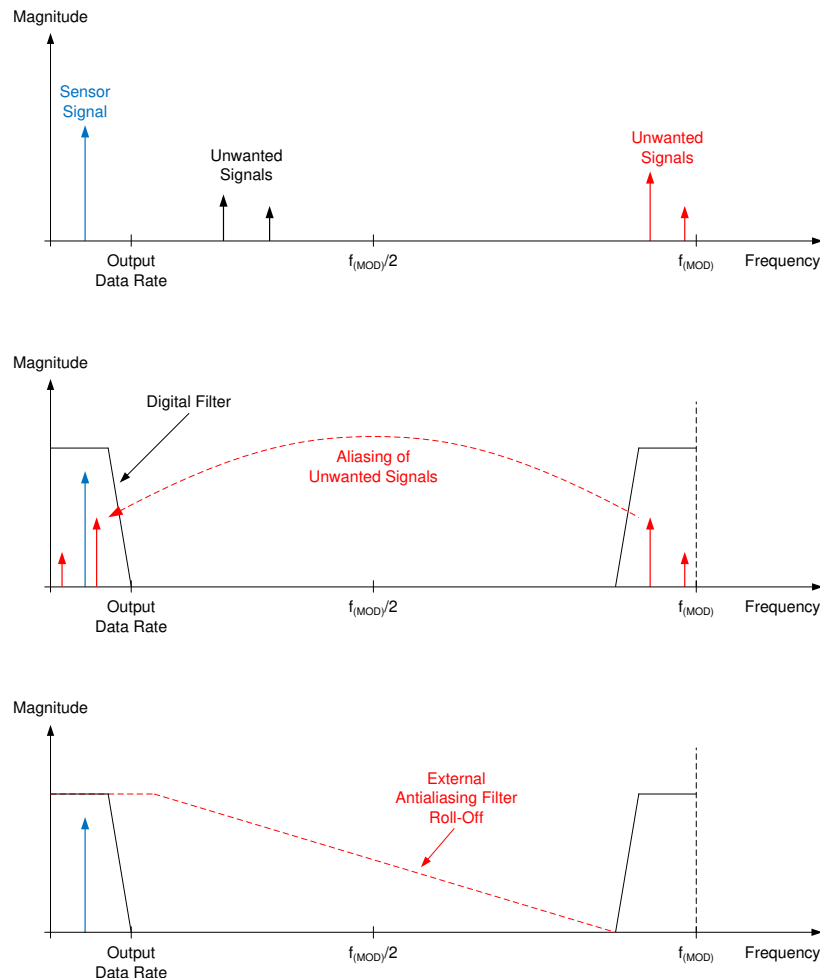 Magnitude
Sensor
Signal
Unwanted
Signals
Unwanted
Signals
Output
Data Rate
f(MOD)/2
f(MOD)
Frequency
Magnitude
Digital Filter
Aliasing of
Unwanted Signals
Output
Data Rate
f(MOD)/2
f(MOD)
Frequency
Magnitude
External
Antialiasing Filter
Roll-Off
Output
Data Rate
f(MOD)/2
f(MOD)
Frequency